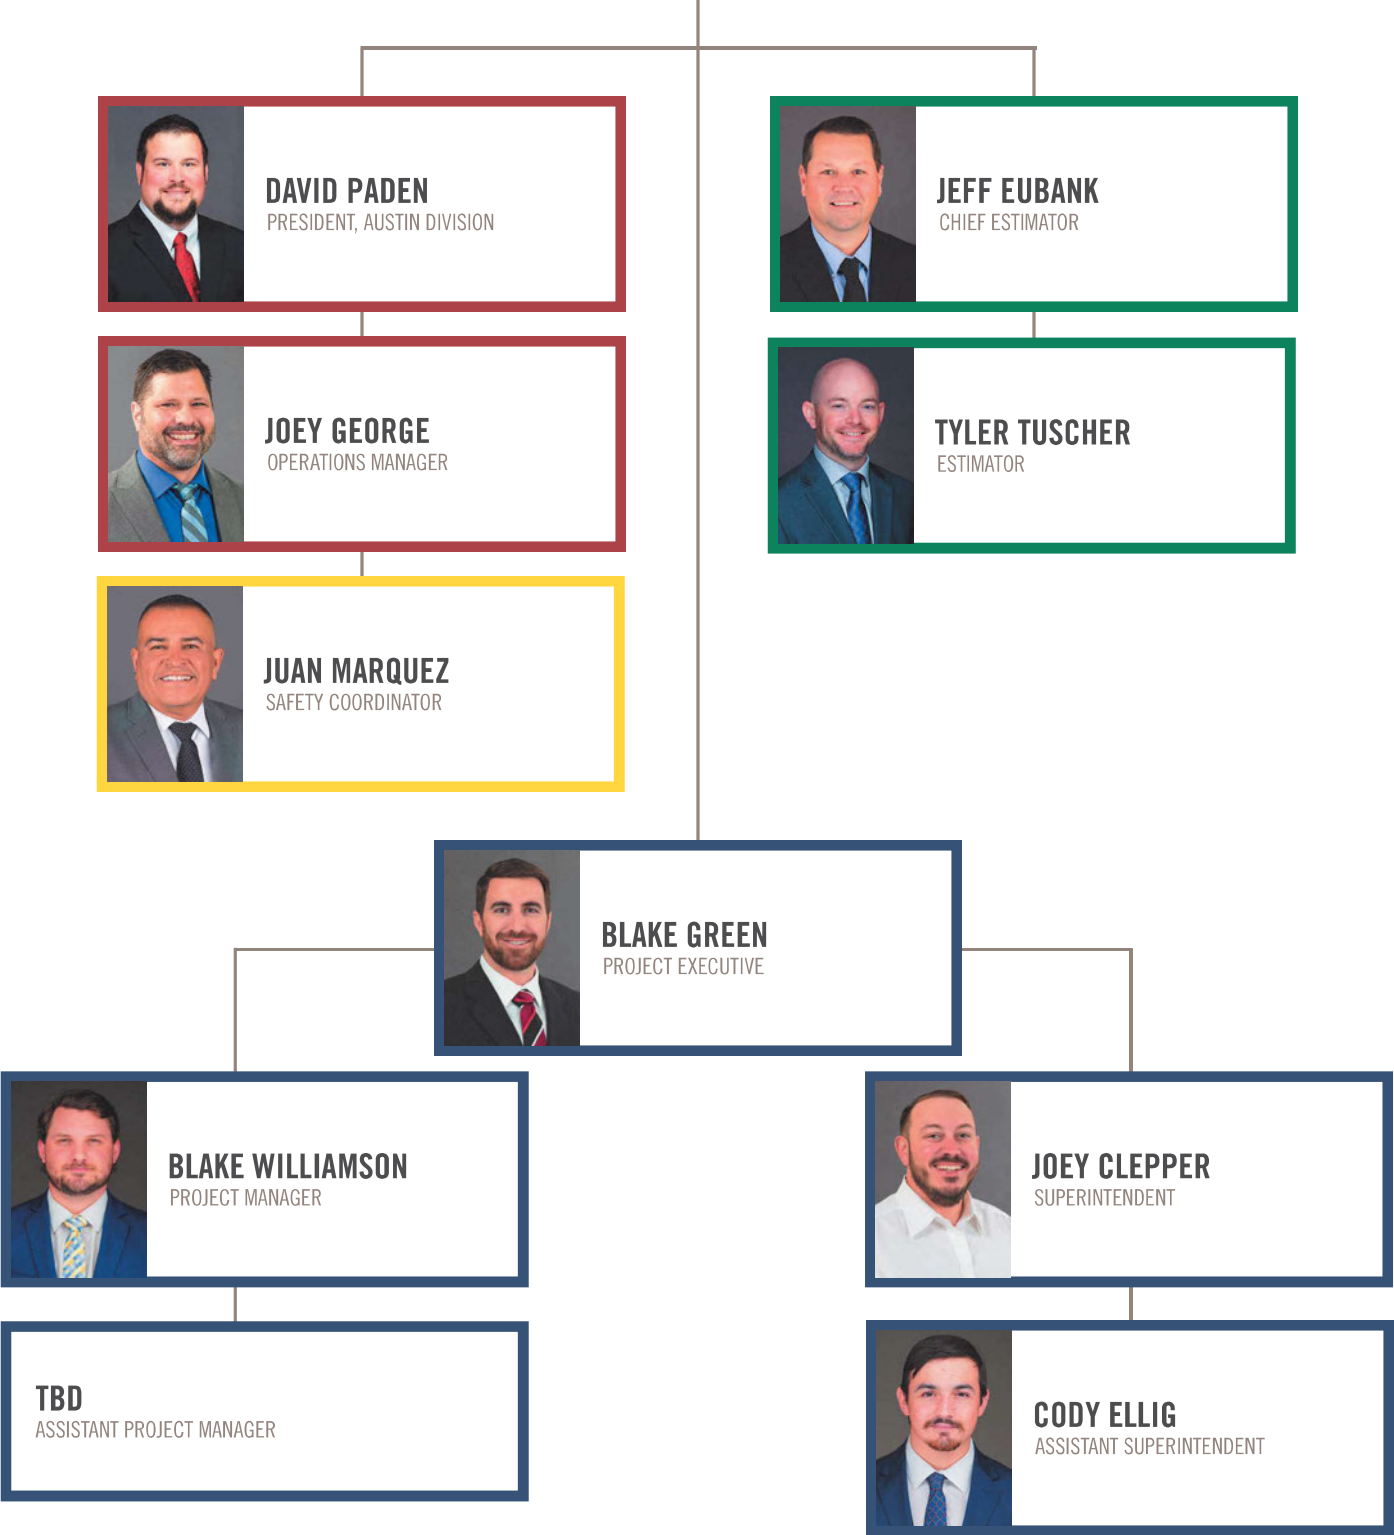 DAVID PADEN
PRESIDENT, AUSTIN DIVISION
JEFF EUBANK
CHIEF ESTIMATOR
JOEY GEORGE
OPERATIONS MANAGER
TYLER TUSCHER
ESTIMATOR
JUAN MARQUEZ
SAFETY COORDINATOR
BLAKE GREEN
PROJECT EXECUTIVE
BLAKE WILLIAMSON
PROJECT MANAGER
JOEY CLEPPER
SUPERINTENDENT
TBD
ASSISTANT PROJECT MANAGER
CODY ELLIG
ASSISTANT SUPERINTENDENT